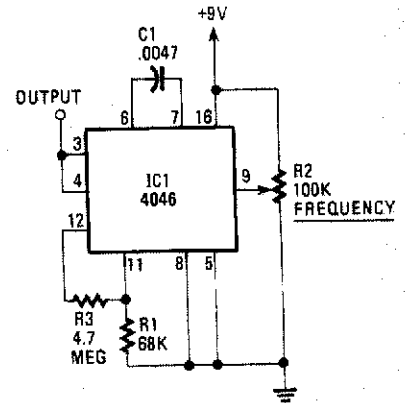 +9V
C1
.0047
OUTPUT
6
7
16
3
4
12
IC1
4046
9
R2
100K
FREQUENCY
11
8
5
R3
4.7
MEG
R1
68K